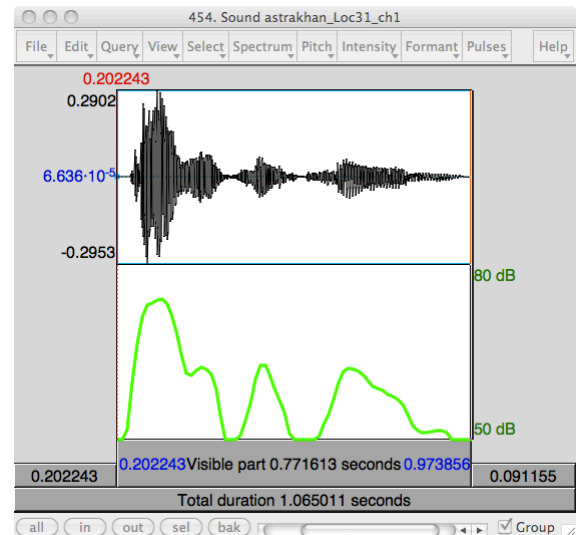 454. Sound astrakhan_Loc31_ch1
File Edit Query View Select Spectrum Pitch Intensity Formant Pulses Help
0.202243
0.2902
6.636·10-5
-0.2953
80 dB
50 dB
0.202243 Visible part 0.771613 seconds 0.973856
0.202243 0.091155
Total duration 1.065011 seconds
all in out sel bak Group